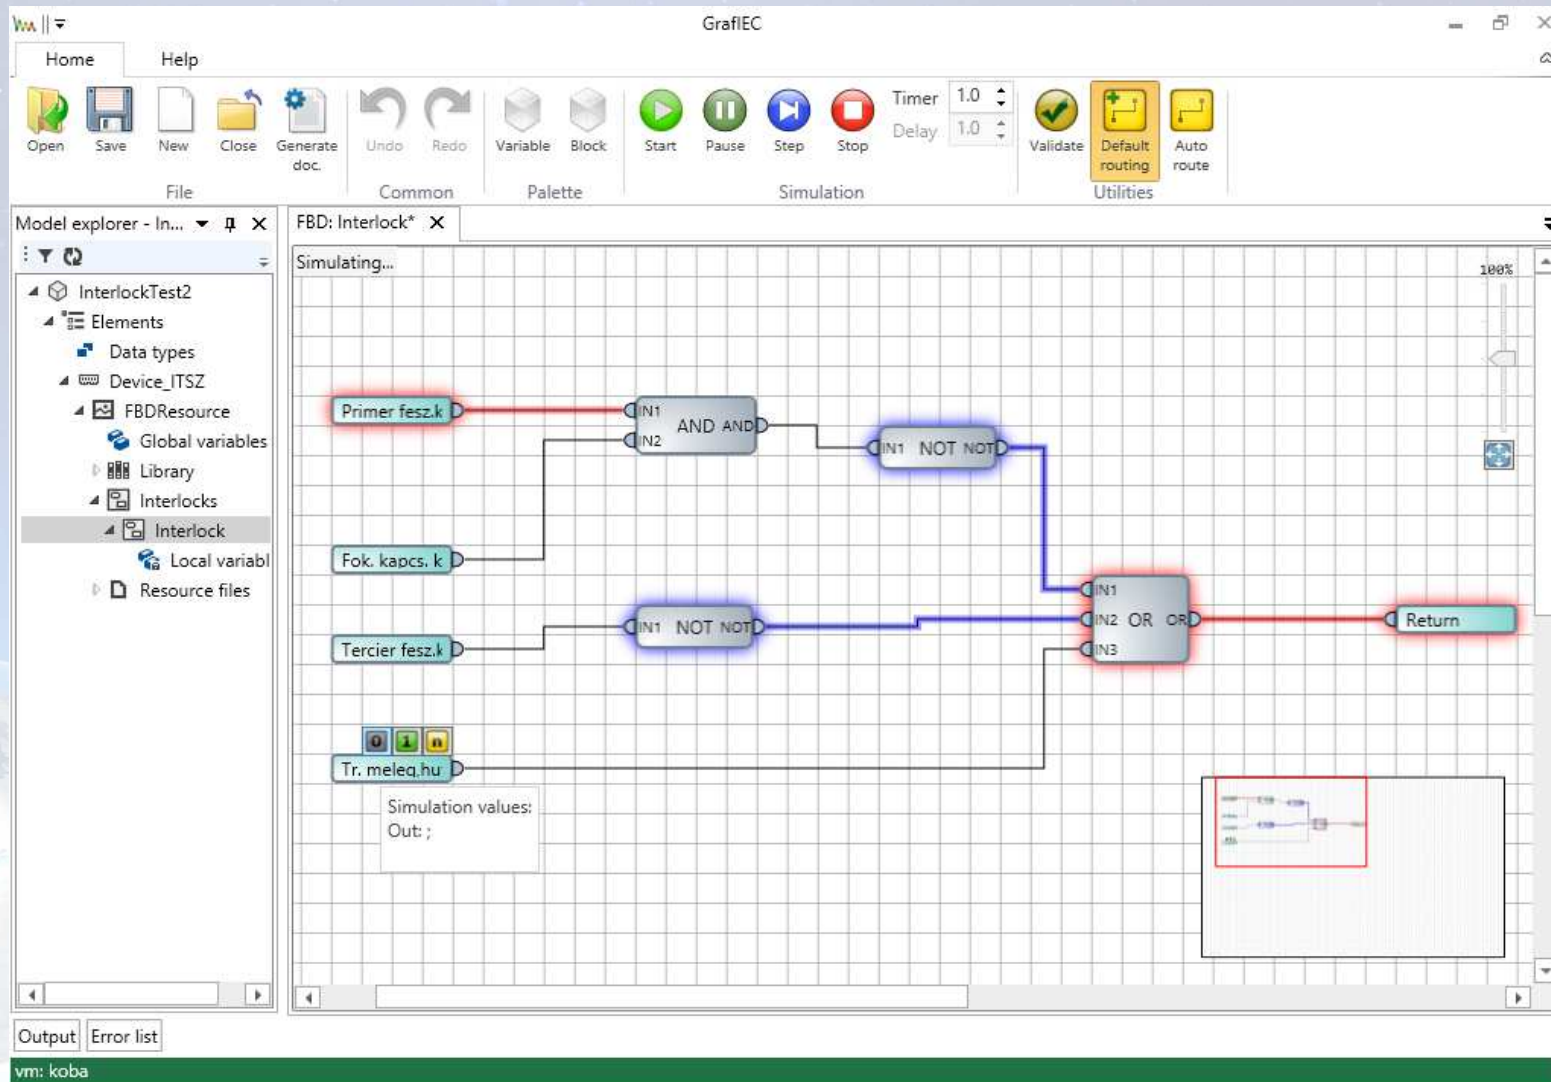 GrafIEC
Home Help
Open Save New Close Generate doc. Undo Redo Variable Block Start Pause Step Stop Timer 1.0 Delay 1.0 Validate Default routing Auto route
File Common Palette Simulation Utilities
Model explorer - In...
FBD: Interlock*
InterlockTest2
Elements
Data types
Device_ITSZ
FBDResource
Global variables
Library
Interlocks
Interlock
Local variabl
Resource files
Simulating...
100%
Primer fesz.k
IN1
AND AND
IN2
IN1 NOT NOT
Fok. kapcs. k
IN1
IN1 NOT NOT
IN2 OR OR
Return
Tercier fesz.k
IN3
0 1 n
Tr. meleg,hu
Simulation values:
Out: ;
Output Error list
vm: koba